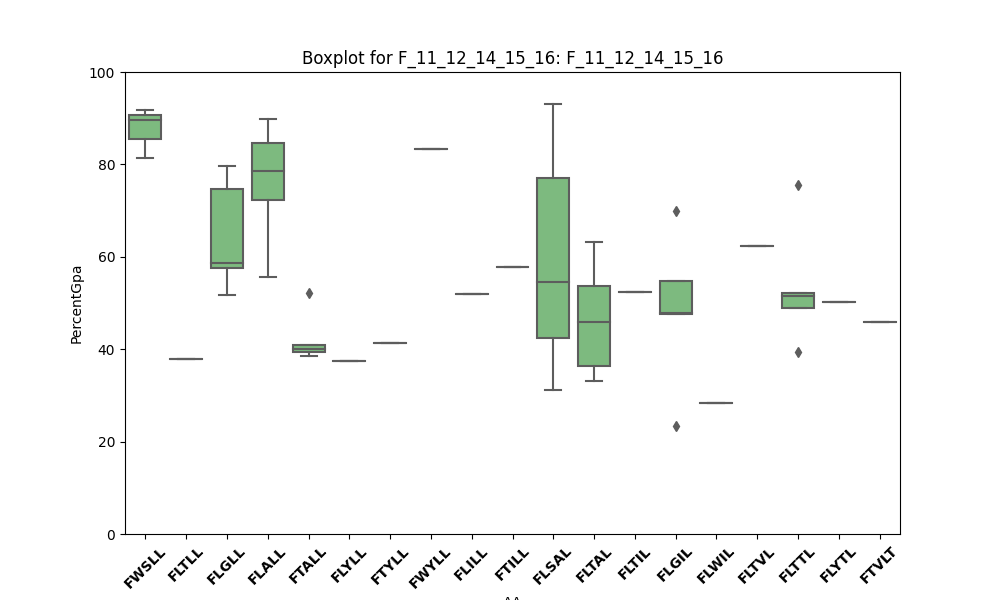 Boxplot for F_11_12_14_15_16: F_11_12_14_15_16
PercentGpa
100
80
60
40
20
0
FWSLL
FLTLL
FLGLL
FLALL
FTALL
FLYLL
FTYLL
FWYLL
FLILL
FTILL
FLSAL
FLTAL
FLTIL
FLGIL
FLWIL
FLTVL
FLTTL
FLYTL
FTVLT
AA